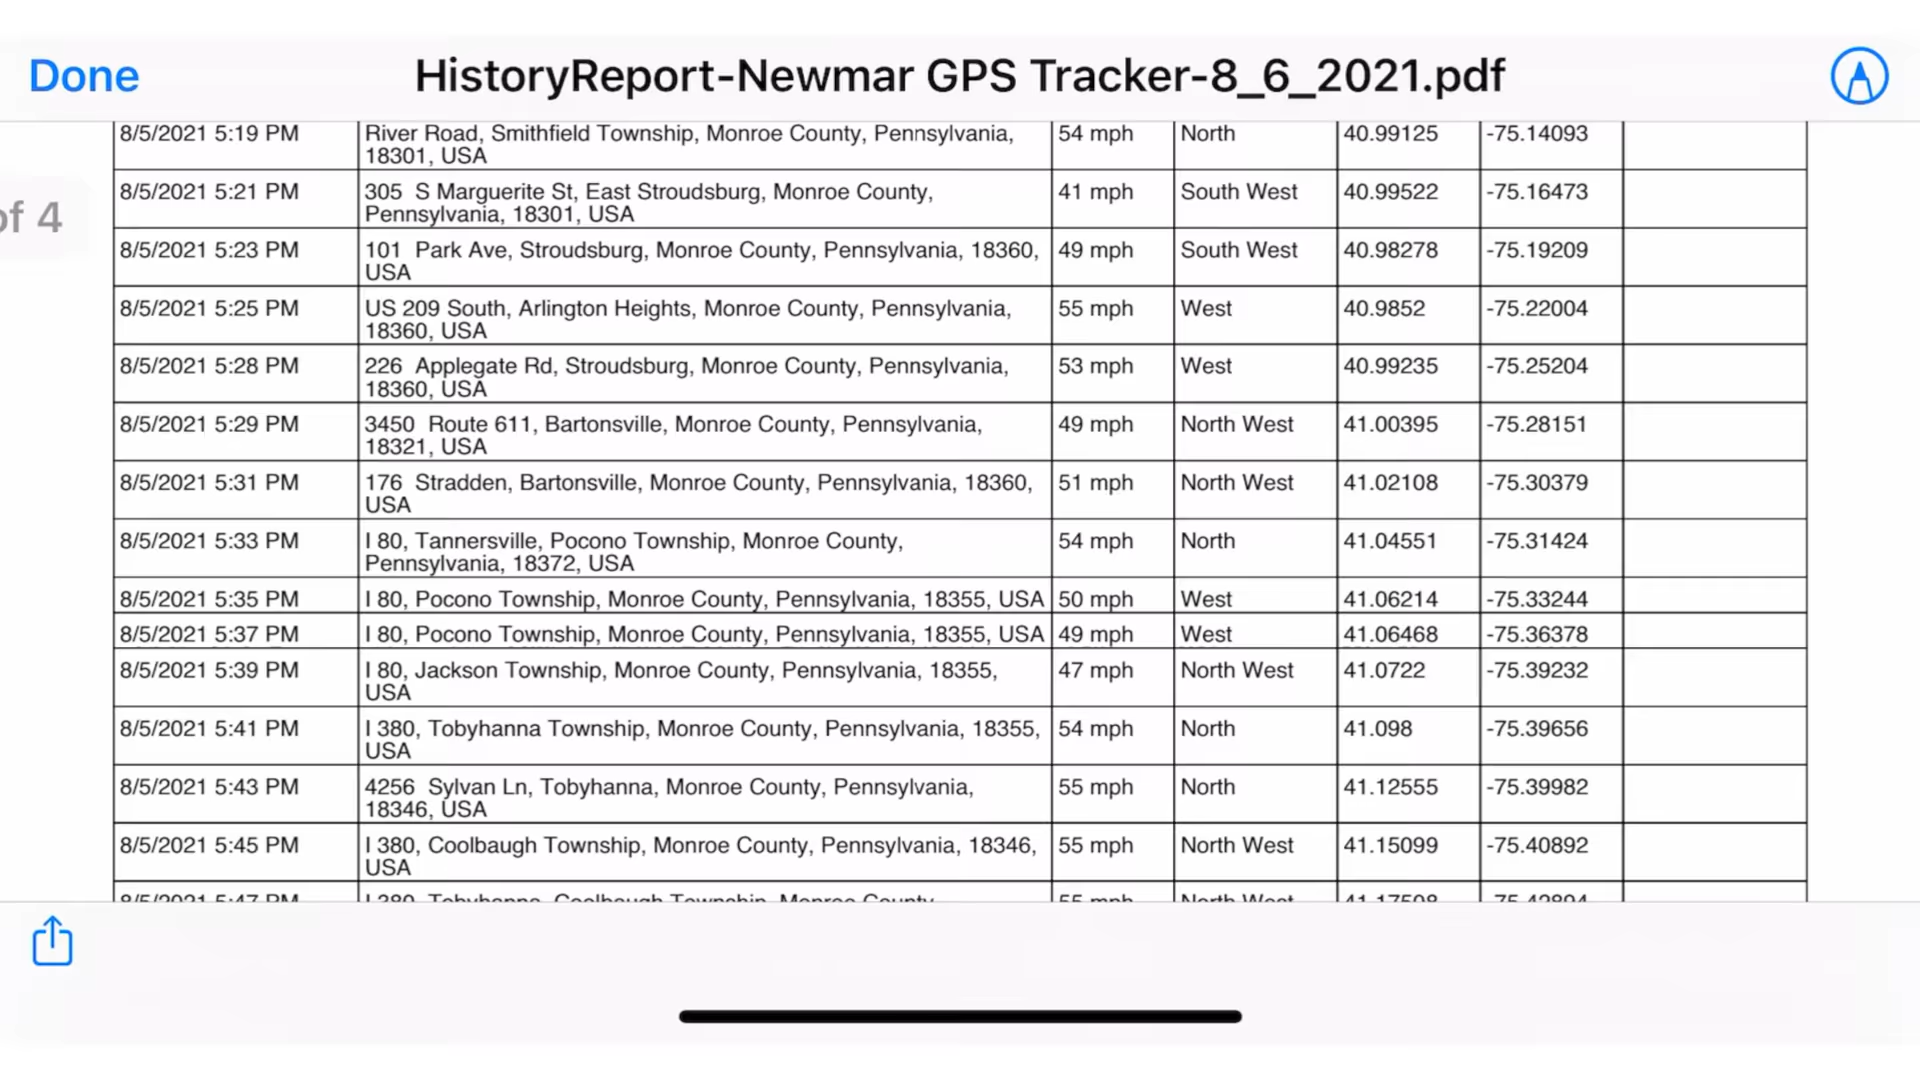 Done
HistoryReport-Newmar GPS Tracker-8_6_2021.pdf
of 4
8/5/2021 5:19 PM River Road, Smithfield Township, Monroe County, Pennsylvania, 54 mph North 40.99125 -75.14093
18301, USA
8/5/2021 5:21 PM 305 S Marguerite St, East Stroudsburg, Monroe County, 41 mph South West 40.99522 -75.16473
Pennsylvania, 18301, USA
8/5/2021 5:23 PM 101 Park Ave, Stroudsburg, Monroe County, Pennsylvania, 18360, 49 mph South West 40.98278 -75.19209
USA
8/5/2021 5:25 PM US 209 South, Arlington Heights, Monroe County, Pennsylvania, 55 mph West 40.9852 -75.22004
18360, USA
8/5/2021 5:28 PM 226 Applegate Rd, Stroudsburg, Monroe County, Pennsylvania, 53 mph West 40.99235 -75.25204
18360, USA
8/5/2021 5:29 PM 3450 Route 611, Bartonsville, Monroe County, Pennsylvania, 49 mph North West 41.00395 -75.28151
18321, USA
8/5/2021 5:31 PM 176 Stradden, Bartonsville, Monroe County, Pennsylvania, 18360, 51 mph North West 41.02108 -75.30379
USA
8/5/2021 5:33 PM I 80, Tannersville, Pocono Township, Monroe County, 54 mph North 41.04551 -75.31424
Pennsylvania, 18372, USA
8/5/2021 5:35 PM I 80, Pocono Township, Monroe County, Pennsylvania, 18355, USA 50 mph West 41.06214 -75.33244
8/5/2021 5:37 PM I 80, Pocono Township, Monroe County, Pennsylvania, 18355, USA 49 mph West 41.06468 -75.36378
8/5/2021 5:39 PM I 80, Jackson Township, Monroe County, Pennsylvania, 18355, 47 mph North West 41.0722 -75.39232
USA
8/5/2021 5:41 PM I 380, Tobyhanna Township, Monroe County, Pennsylvania, 18355, 54 mph North 41.098 -75.39656
USA
8/5/2021 5:43 PM 4256 Sylvan Ln, Tobyhanna, Monroe County, Pennsylvania, 55 mph North 41.12555 -75.39982
18346, USA
8/5/2021 5:45 PM I 380, Coolbaugh Township, Monroe County, Pennsylvania, 18346, 55 mph North West 41.15099 -75.40892
USA
8/5/2021 5:47 PM I 380, Tobyhanna, Coolbaugh Township, Monroe County, 55 mph North West